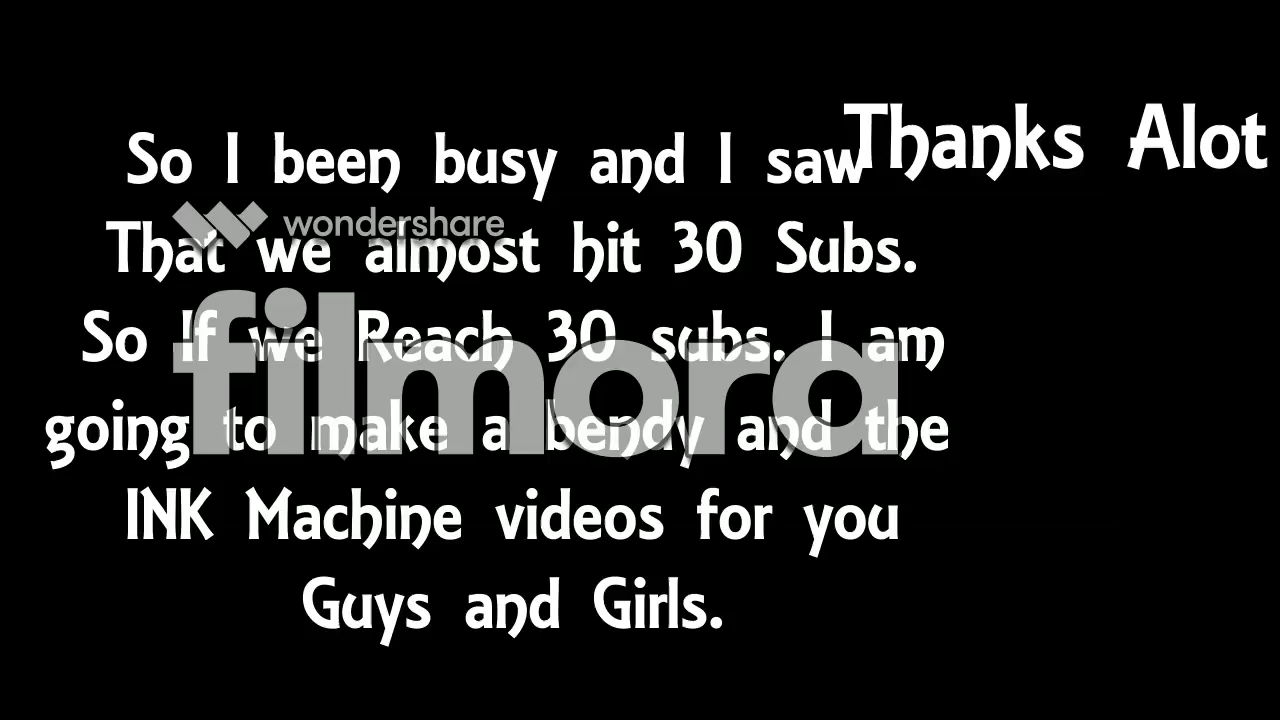 Thanks Alot
So I been busy and I saw
That we almost hit 30 Subs.
So If we Reach 30 subs. I am
going to make a bendy and the
INK Machine videos for you
Guys and Girls.
wondershare
filmora